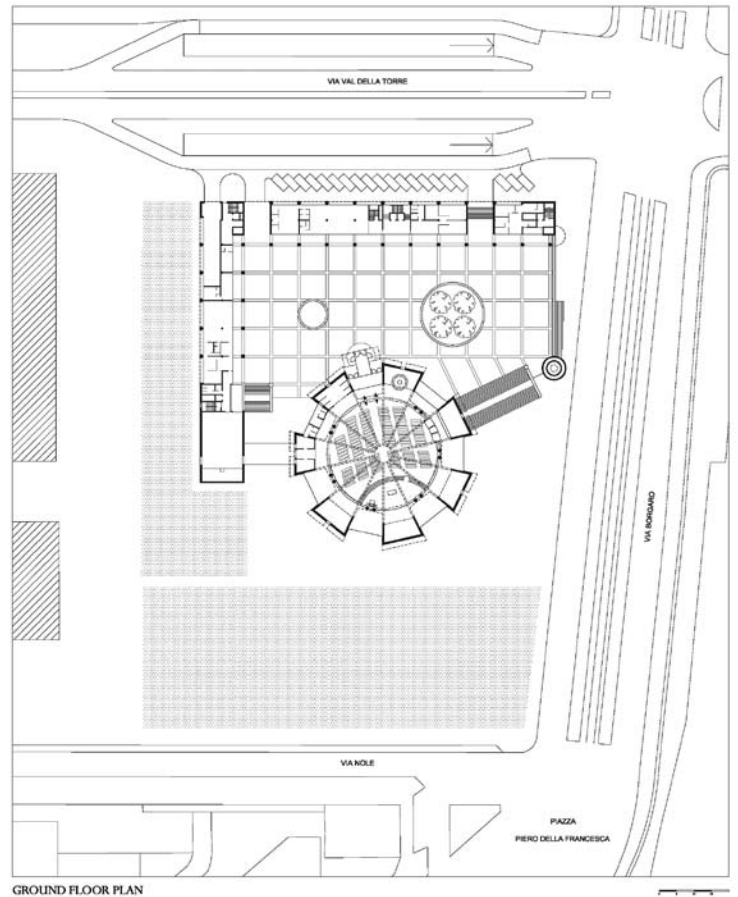 VIA VAL DELLA TORRE
VIA BORGARO
VIA NOLE
PIAZZA
PIERO DELLA FRANCESCA
GROUND FLOOR PLAN